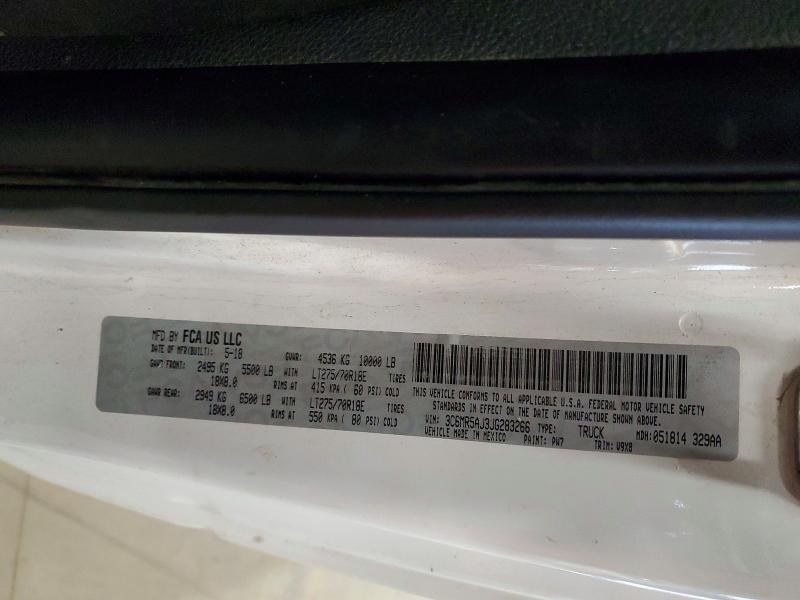 MFD BY FCA US LLC
DATE OF MFR(BUILT): 5-18 GVWR: 4536 KG 10000 LB
GAWR FRONT: 2495 KG 5500 LB WITH LT275/70R18E TIRES
18X8.0 RIMS AT 415 KPA ( 60 PSI) COLD
GAWR REAR: 2949 KG 6500 LB WITH LT275/70R18E TIRES
18X8.0 RIMS AT 550 KPA ( 80 PSI) COLD
THIS VEHICLE CONFORMS TO ALL APPLICABLE U.S.A. FEDERAL MOTOR VEHICLE SAFETY
STANDARDS IN EFFECT ON THE DATE OF MANUFACTURE SHOWN ABOVE.
VIN: 3C6MR5AJ3JG283266 TYPE: TRUCK MDH: 051814 329AA
VEHICLE MADE IN MEXICO PAINT: PW7 TRIM: V9X8